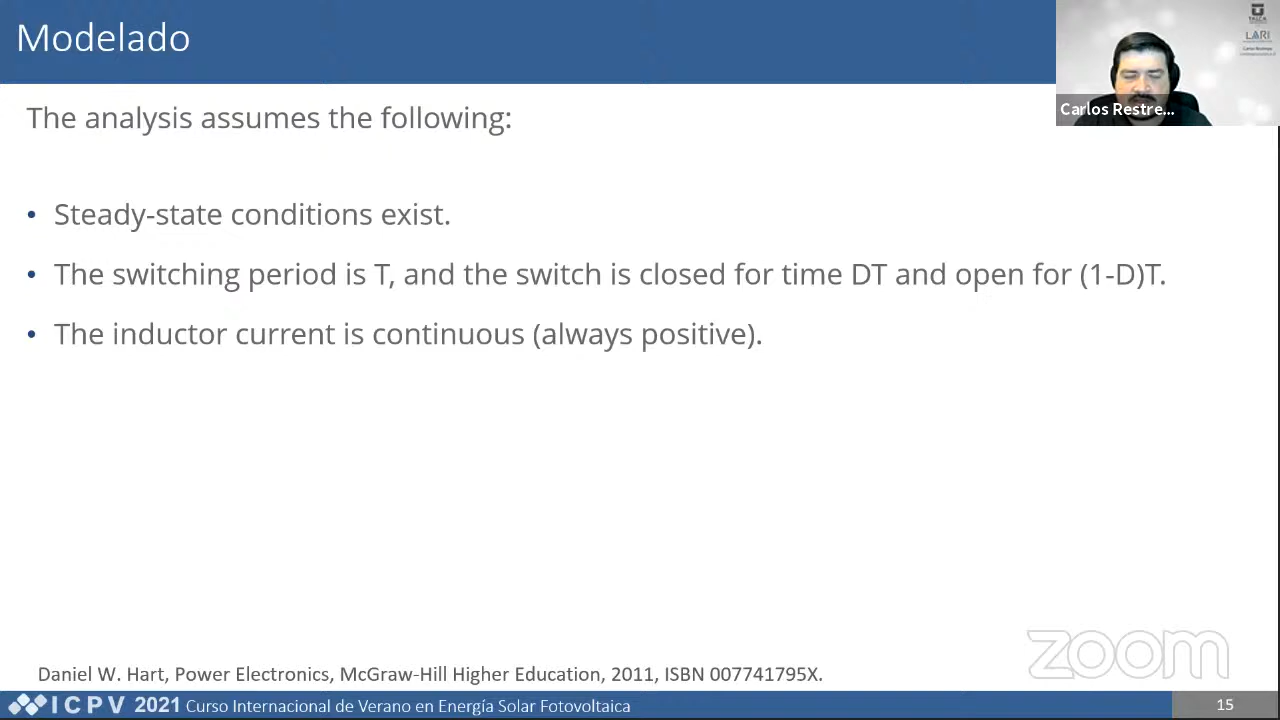 Modelado
TALCA
LARI
Carlos Restre...
The analysis assumes the following:
• Steady-state conditions exist.
• The switching period is T, and the switch is closed for time DT and open for (1-D)T.
• The inductor current is continuous (always positive).
zoom
Daniel W. Hart, Power Electronics, McGraw-Hill Higher Education, 2011, ISBN 007741795X.
ICPV 2021 Curso Internacional de Verano en Energía Solar Fotovoltaica
15